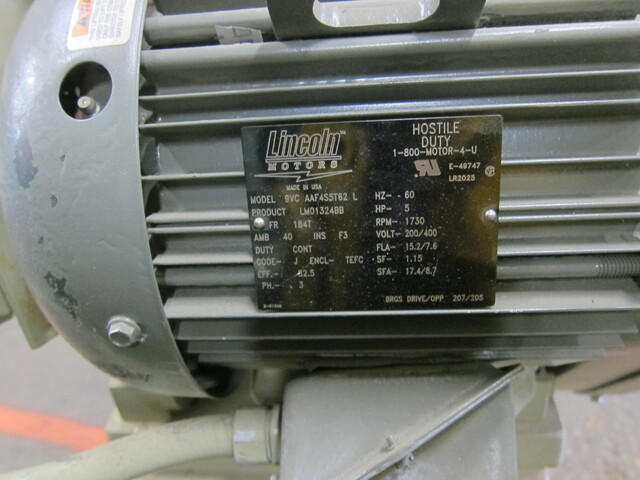 Lincoln™
MOTORS
MADE IN USA
HOSTILE
DUTY
1-800-MOTOR-4-U
E-49747
LR2025
MODEL 9VC AAF4S5T62 L
PRODUCT LM01324BB
FR 184T
AMB 40 INS F3
DUTY CONT
CODE- J ENCL- TEFC
EFF.- 82.5
PH.- 3
HZ- 60
HP- 5
RPM- 1730
VOLT- 200/400
FLA- 15.2/7.6
SF- 1.15
SFA- 17.4/8.7
BRGS DRIVE/OPP 207/205